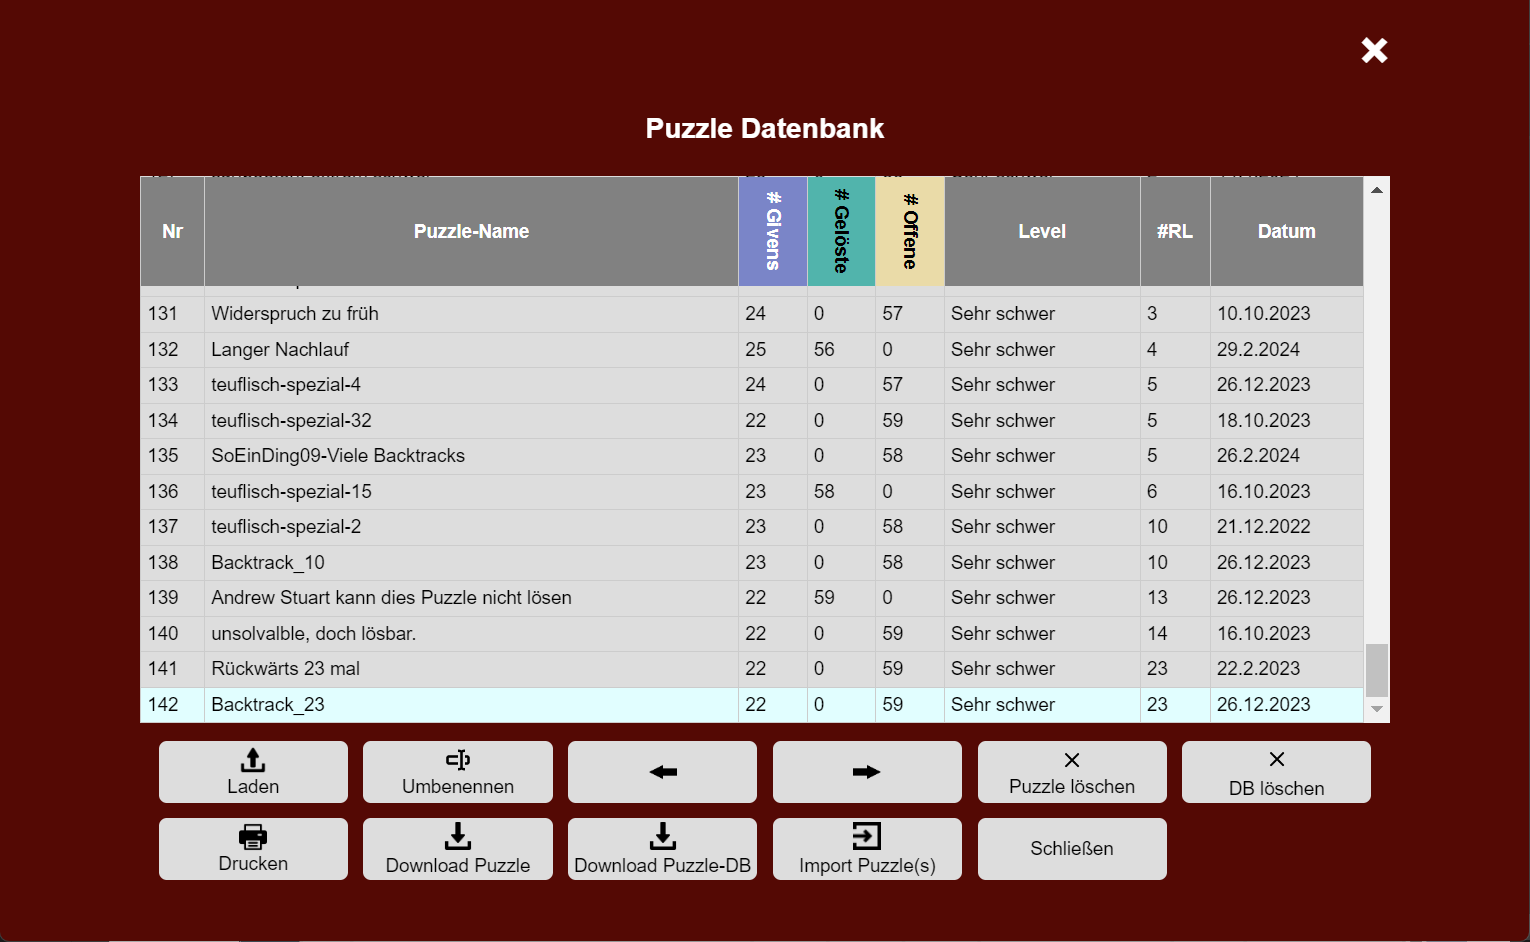 Puzzle Datenbank
Nr Puzzle-Name # Givens # Gelöste # Offene Level #RL Datum
131 Widerspruch zu früh 24 0 57 Sehr schwer 3 10.10.2023
132 Langer Nachlauf 25 56 0 Sehr schwer 4 29.2.2024
133 teuflisch-spezial-4 24 0 57 Sehr schwer 5 26.12.2023
134 teuflisch-spezial-32 22 0 59 Sehr schwer 5 18.10.2023
135 SoEinDing09-Viele Backtracks 23 0 58 Sehr schwer 5 26.2.2024
136 teuflisch-spezial-15 23 58 0 Sehr schwer 6 16.10.2023
137 teuflisch-spezial-2 23 0 58 Sehr schwer 10 21.12.2022
138 Backtrack_10 23 0 58 Sehr schwer 10 26.12.2023
139 Andrew Stuart kann dies Puzzle nicht lösen 22 59 0 Sehr schwer 13 26.12.2023
140 unsolvalble, doch lösbar. 22 0 59 Sehr schwer 14 16.10.2023
141 Rückwärts 23 mal 22 0 59 Sehr schwer 23 22.2.2023
142 Backtrack_23 22 0 59 Sehr schwer 23 26.12.2023
Laden Umbenennen Puzzle löschen DB löschen
Drucken Download Puzzle Download Puzzle-DB Import Puzzle(s) Schließen